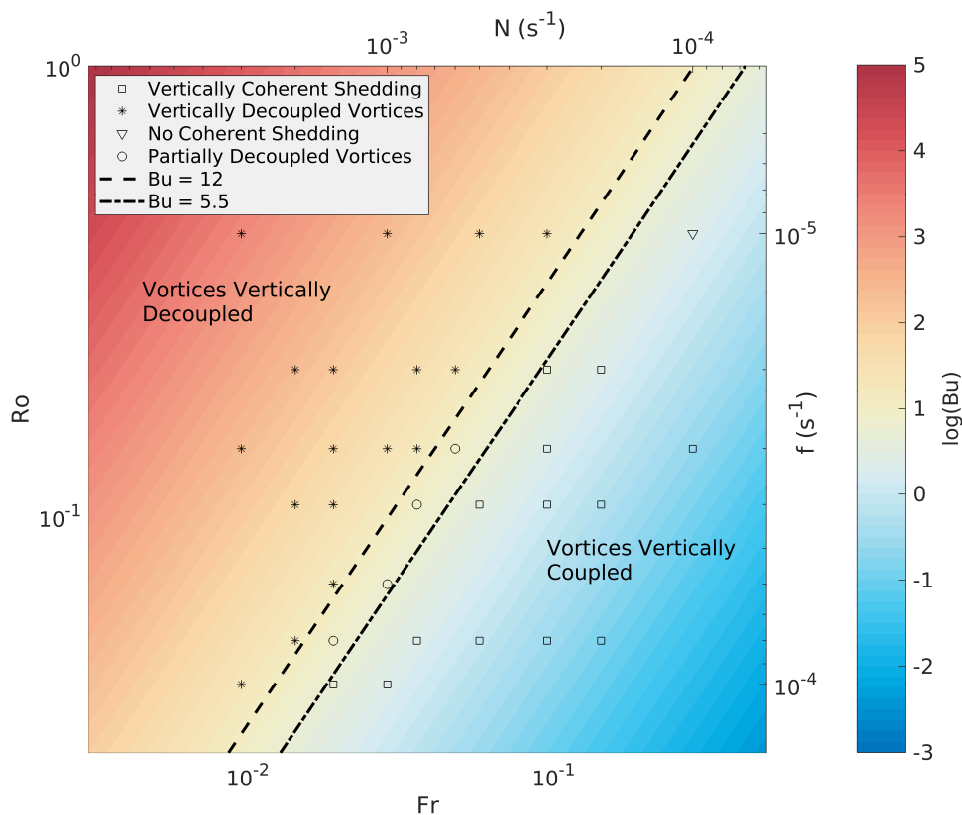 N (s⁻¹)
10⁻³
10⁻⁴
10⁰
Vertically Coherent Shedding
Vertically Decoupled Vortices
No Coherent Shedding
Partially Decoupled Vortices
Bu = 12
Bu = 5.5
5
4
3
2
1
0
-1
-2
-3
log(Bu)
10⁻⁵
Vortices Vertically
Decoupled
Ro
f (s⁻¹)
10⁻¹
Vortices Vertically
Coupled
10⁻⁴
10⁻²
10⁻¹
Fr